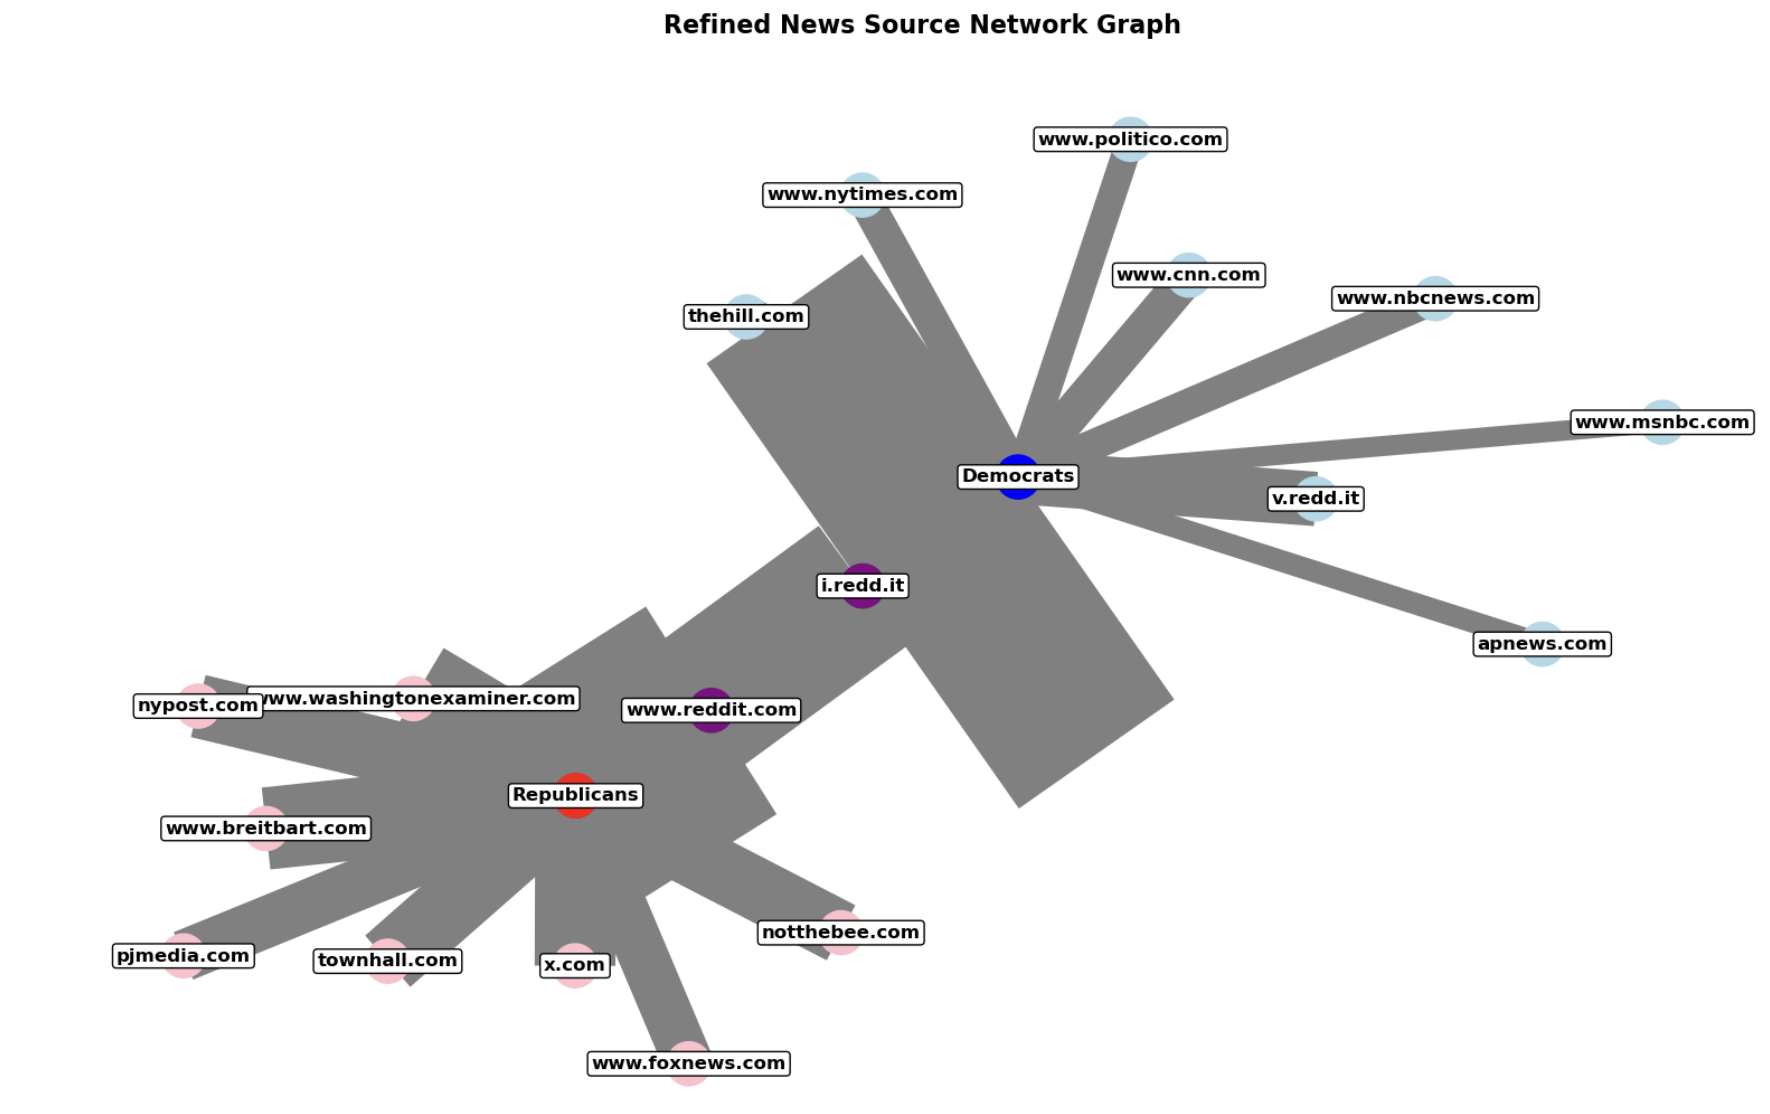 Refined News Source Network Graph
www.politico.com
www.nytimes.com
www.cnn.com
www.nbcnews.com
thehill.com
www.msnbc.com
Democrats
v.redd.it
i.redd.it
apnews.com
www.washingtonexaminer.com
nypost.com
www.reddit.com
Republicans
www.breitbart.com
notthebee.com
pjmedia.com
townhall.com
x.com
www.foxnews.com